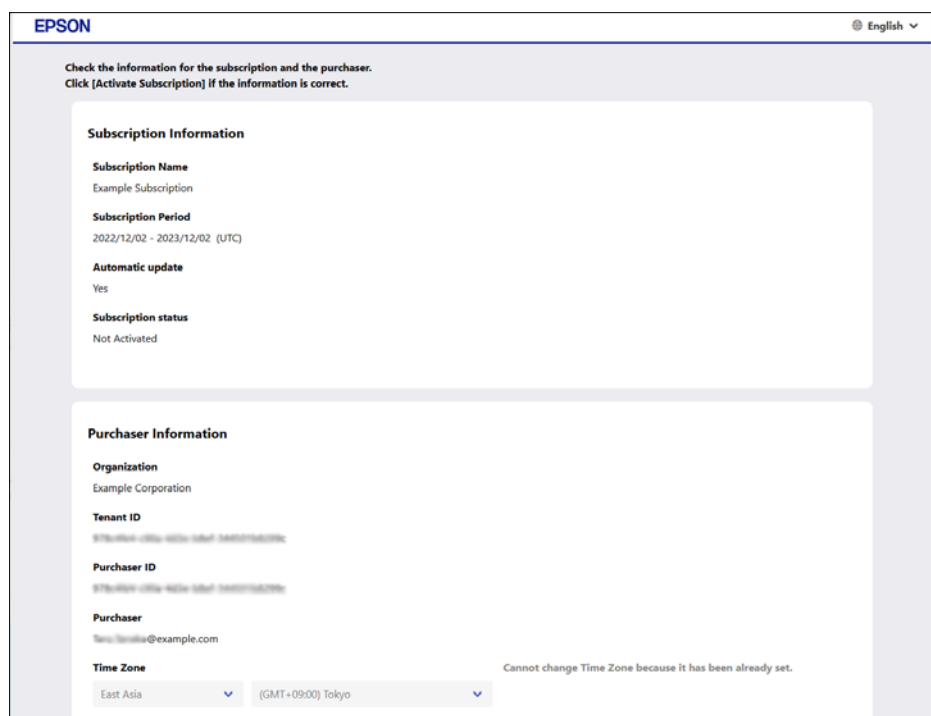 EPSON
English
Check the information for the subscription and the purchaser.
Click [Activate Subscription] if the information is correct.
Subscription Information
Subscription Name
Example Subscription
Subscription Period
2022/12/02 - 2023/12/02 (UTC)
Automatic update
Yes
Subscription status
Not Activated
Purchaser Information
Organization
Example Corporation
Tenant ID
Purchaser ID
Purchaser
@example.com
Time Zone
Cannot change Time Zone because it has been already set.
East Asia
(GMT+09:00) Tokyo